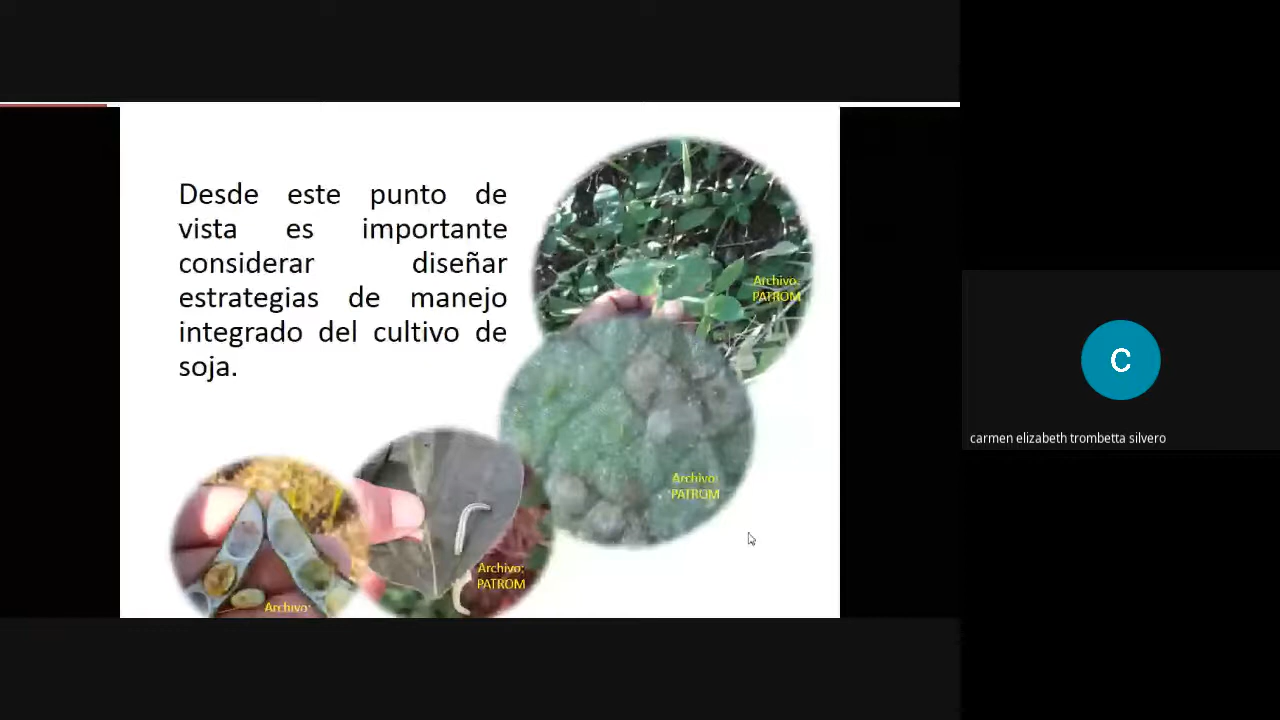 Desde este punto de
vista es importante
considerar diseñar
estrategias de manejo
integrado del cultivo de
soja.
Archivo:
PATROM
Archivo:
PATROM
Archivo:
PATROM
Archivo:
C
carmen elizabeth trombetta silvero